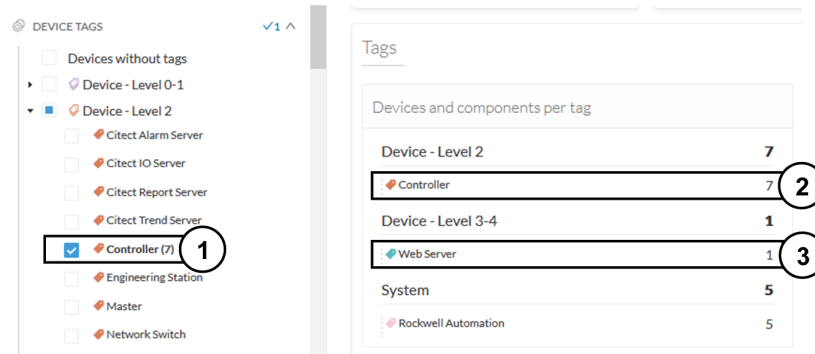 DEVICE TAGS 1
Devices without tags
Device - Level 0-1
Device - Level 2
Citect Alarm Server
Citect IO Server
Citect Report Server
Citect Trend Server
Controller (7) 1
Engineering Station
Master
Network Switch
Tags
Devices and components per tag
Device - Level 2 7
Controller 7 2
Device - Level 3-4 1
Web Server 1 3
System 5
Rockwell Automation 5